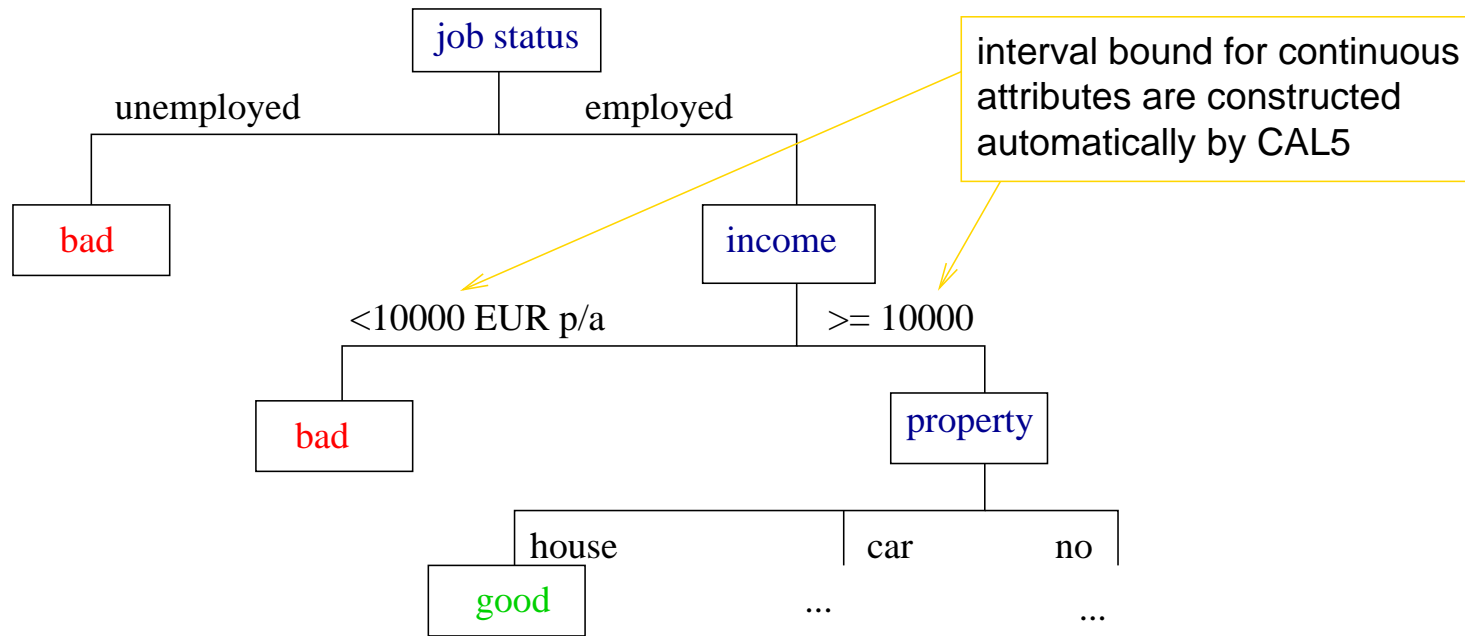 job status
interval bound for continuous
attributes are constructed
automatically by CAL5
unemployed
employed
bad
income
<10000 EUR p/a
>= 10000
bad
property
house
car
no
good
...
...